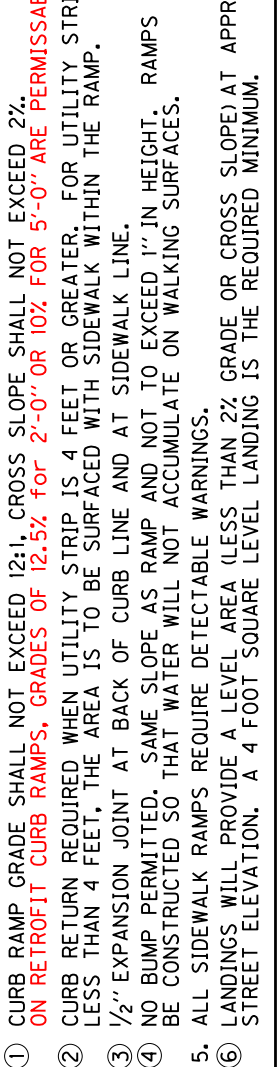 ① CURB RAMP GRADE SHALL NOT EXCEED 12:1, CROSS SLOPE SHALL NOT EXCEED 2%.
ON RETROFIT CURB RAMPS, GRADES OF 12.5% for 2'-0'' OR 10% FOR 5'-0'' ARE PERMISSAB
② CURB RETURN REQUIRED WHEN UTILITY STRIP IS 4 FEET OR GREATER. FOR UTILITY STRI
LESS THAN 4 FEET, THE AREA IS TO BE SURFACED WITH SIDEWALK WITHIN THE RAMP.
③ 1/2'' EXPANSION JOINT AT BACK OF CURB LINE AND AT SIDEWALK LINE.
④ NO BUMP PERMITTED. SAME SLOPE AS RAMP AND NOT TO EXCEED 1'' IN HEIGHT. RAMPS
BE CONSTRUCTED SO THAT WATER WILL NOT ACCUMULATE ON WALKING SURFACES.
5. ALL SIDEWALK RAMPS REQUIRE DETECTABLE WARNINGS.
⑥ LANDINGS WILL PROVIDE A LEVEL AREA (LESS THAN 2% GRADE OR CROSS SLOPE) AT APPR
STREET ELEVATION. A 4 FOOT SQUARE LEVEL LANDING IS THE REQUIRED MINIMUM.